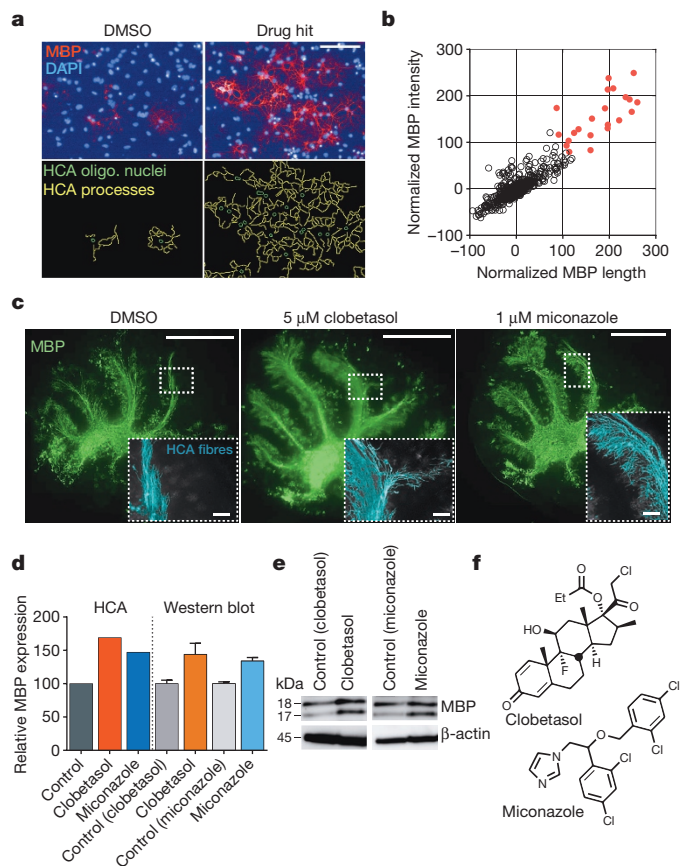 a
DMSO
Drug hit
MBP
DAPI
HCA oligo. nuclei
HCA processes
b
Normalized MBP intensity
300
200
100
0
−100
−100
0
100
200
300
Normalized MBP length
c
DMSO
5 μM clobetasol
1 μM miconazole
MBP
HCA fibres
d
HCA
Western blot
Relative MBP expression
200
150
100
50
0
Control
Clobetasol
Miconazole
Control (clobetasol)
Clobetasol
Control (miconazole)
Miconazole
e
Control (clobetasol)
Clobetasol
Control (miconazole)
Miconazole
kDa
18
17
45
MBP
β-actin
f
Cl
O
Et
O
O
HO
F
H
O
Clobetasol
Cl
O
Cl
N
N
Cl
Cl
Miconazole